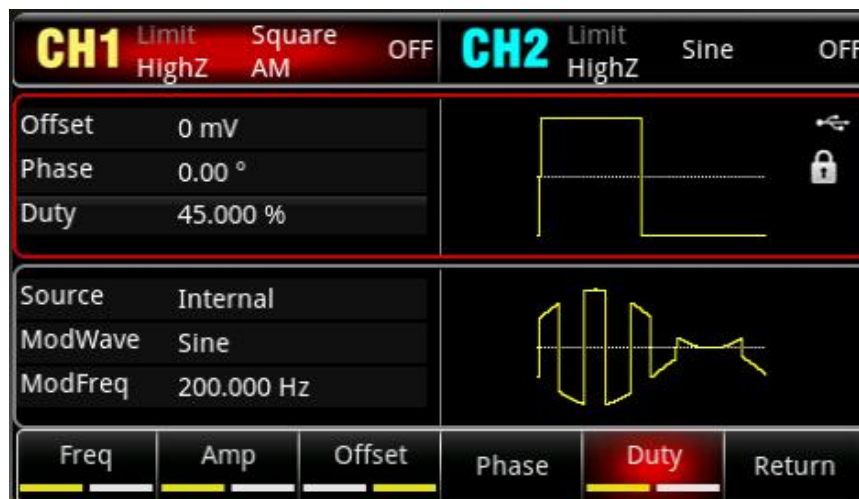 CH1 Limit Square OFF CH2 Limit Sine OFF
HighZ AM HighZ
Offset 0 mV
Phase 0.00 °
Duty 45.000 %
Source Internal
ModWave Sine
ModFreq 200.000 Hz
Freq Amp Offset Phase Duty Return